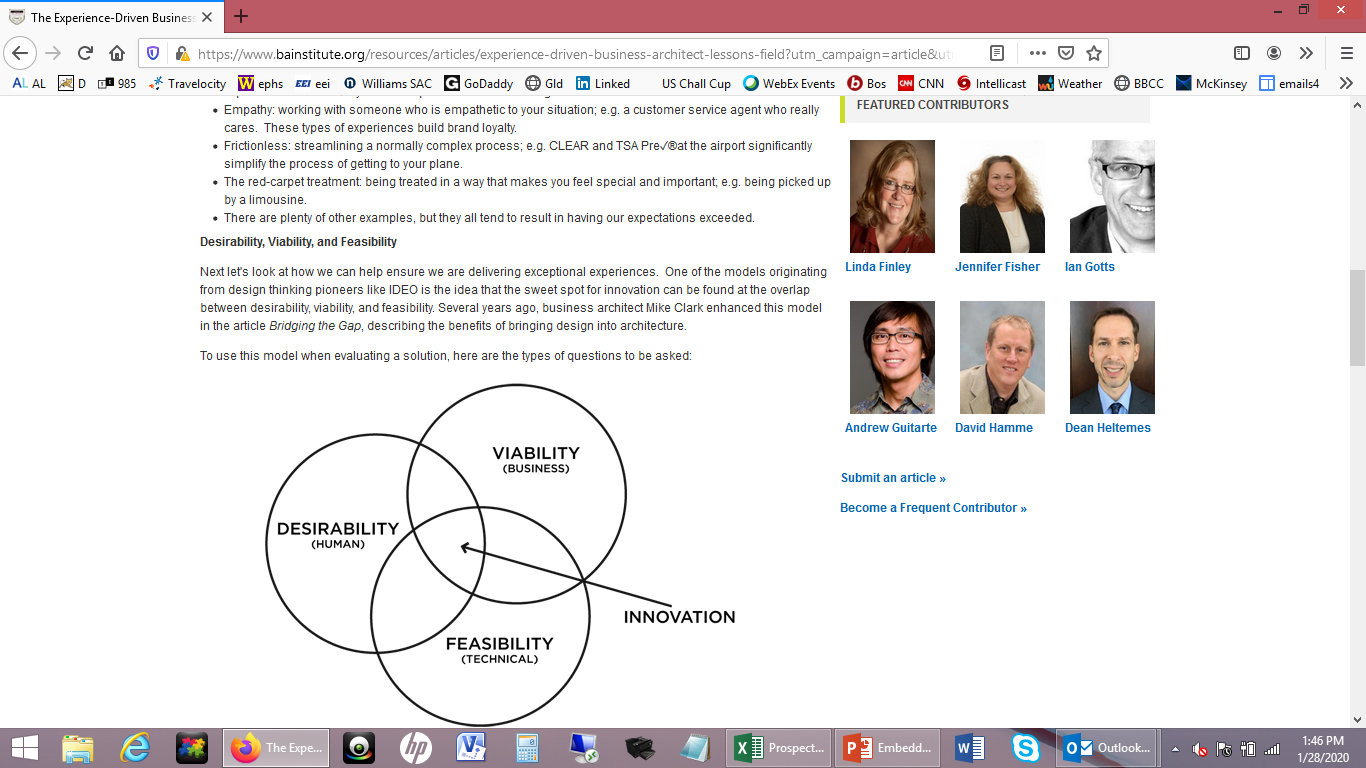 The Experience-Driven Business
https://www.bainstitute.org/resources/articles/experience-driven-business-architect-lessons-field?utm_campaign=article&ut
AL AL D 985 Travelocity ephs eei Williams SAC GoDaddy Gld Linked US Chall Cup WebEx Events Bos CNN Intellicast Weather BBCC McKinsey emails4
Empathy: working with someone who is empathetic to your situation; e.g. a customer service agent who really
cares. These types of experiences build brand loyalty.
Frictionless: streamlining a normally complex process; e.g. CLEAR and TSA Pre✓®at the airport significantly
simplify the process of getting to your plane.
The red-carpet treatment: being treated in a way that makes you feel special and important; e.g. being picked up
by a limousine.
There are plenty of other examples, but they all tend to result in having our expectations exceeded.
Desirability, Viability, and Feasibility
Next let's look at how we can help ensure we are delivering exceptional experiences. One of the models originating
from design thinking pioneers like IDEO is the idea that the sweet spot for innovation can be found at the overlap
between desirability, viability, and feasibility. Several years ago, business architect Mike Clark enhanced this model
in the article Bridging the Gap, describing the benefits of bringing design into architecture.
To use this model when evaluating a solution, here are the types of questions to be asked:
VIABILITY
(BUSINESS)
DESIRABILITY
(HUMAN)
INNOVATION
FEASIBILITY
(TECHNICAL)
FEATURED CONTRIBUTORS
Linda Finley Jennifer Fisher Ian Gotts
Andrew Guitarte David Hamme Dean Heltemes
Submit an article »
Become a Frequent Contributor »
The Expe... Prospect... Embedd... Outlook...
1:46 PM
1/28/2020